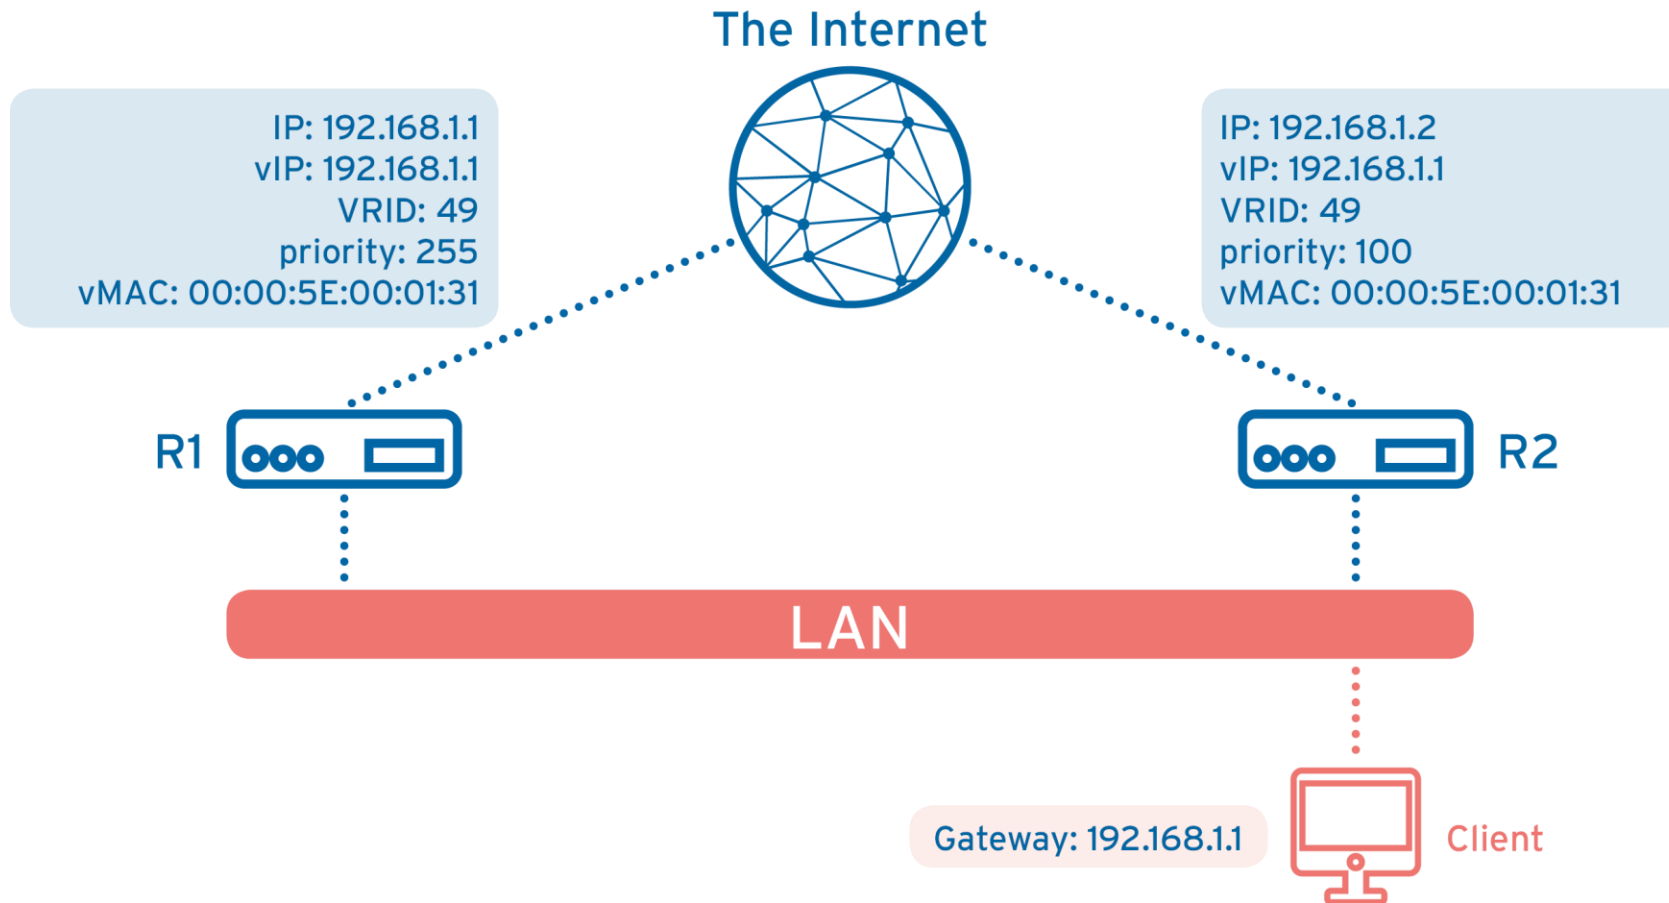 The Internet
IP: 192.168.1.1
vIP: 192.168.1.1
VRID: 49
priority: 255
vMAC: 00:00:5E:00:01:31
IP: 192.168.1.2
vIP: 192.168.1.1
VRID: 49
priority: 100
vMAC: 00:00:5E:00:01:31
R1
R2
LAN
Gateway: 192.168.1.1
Client